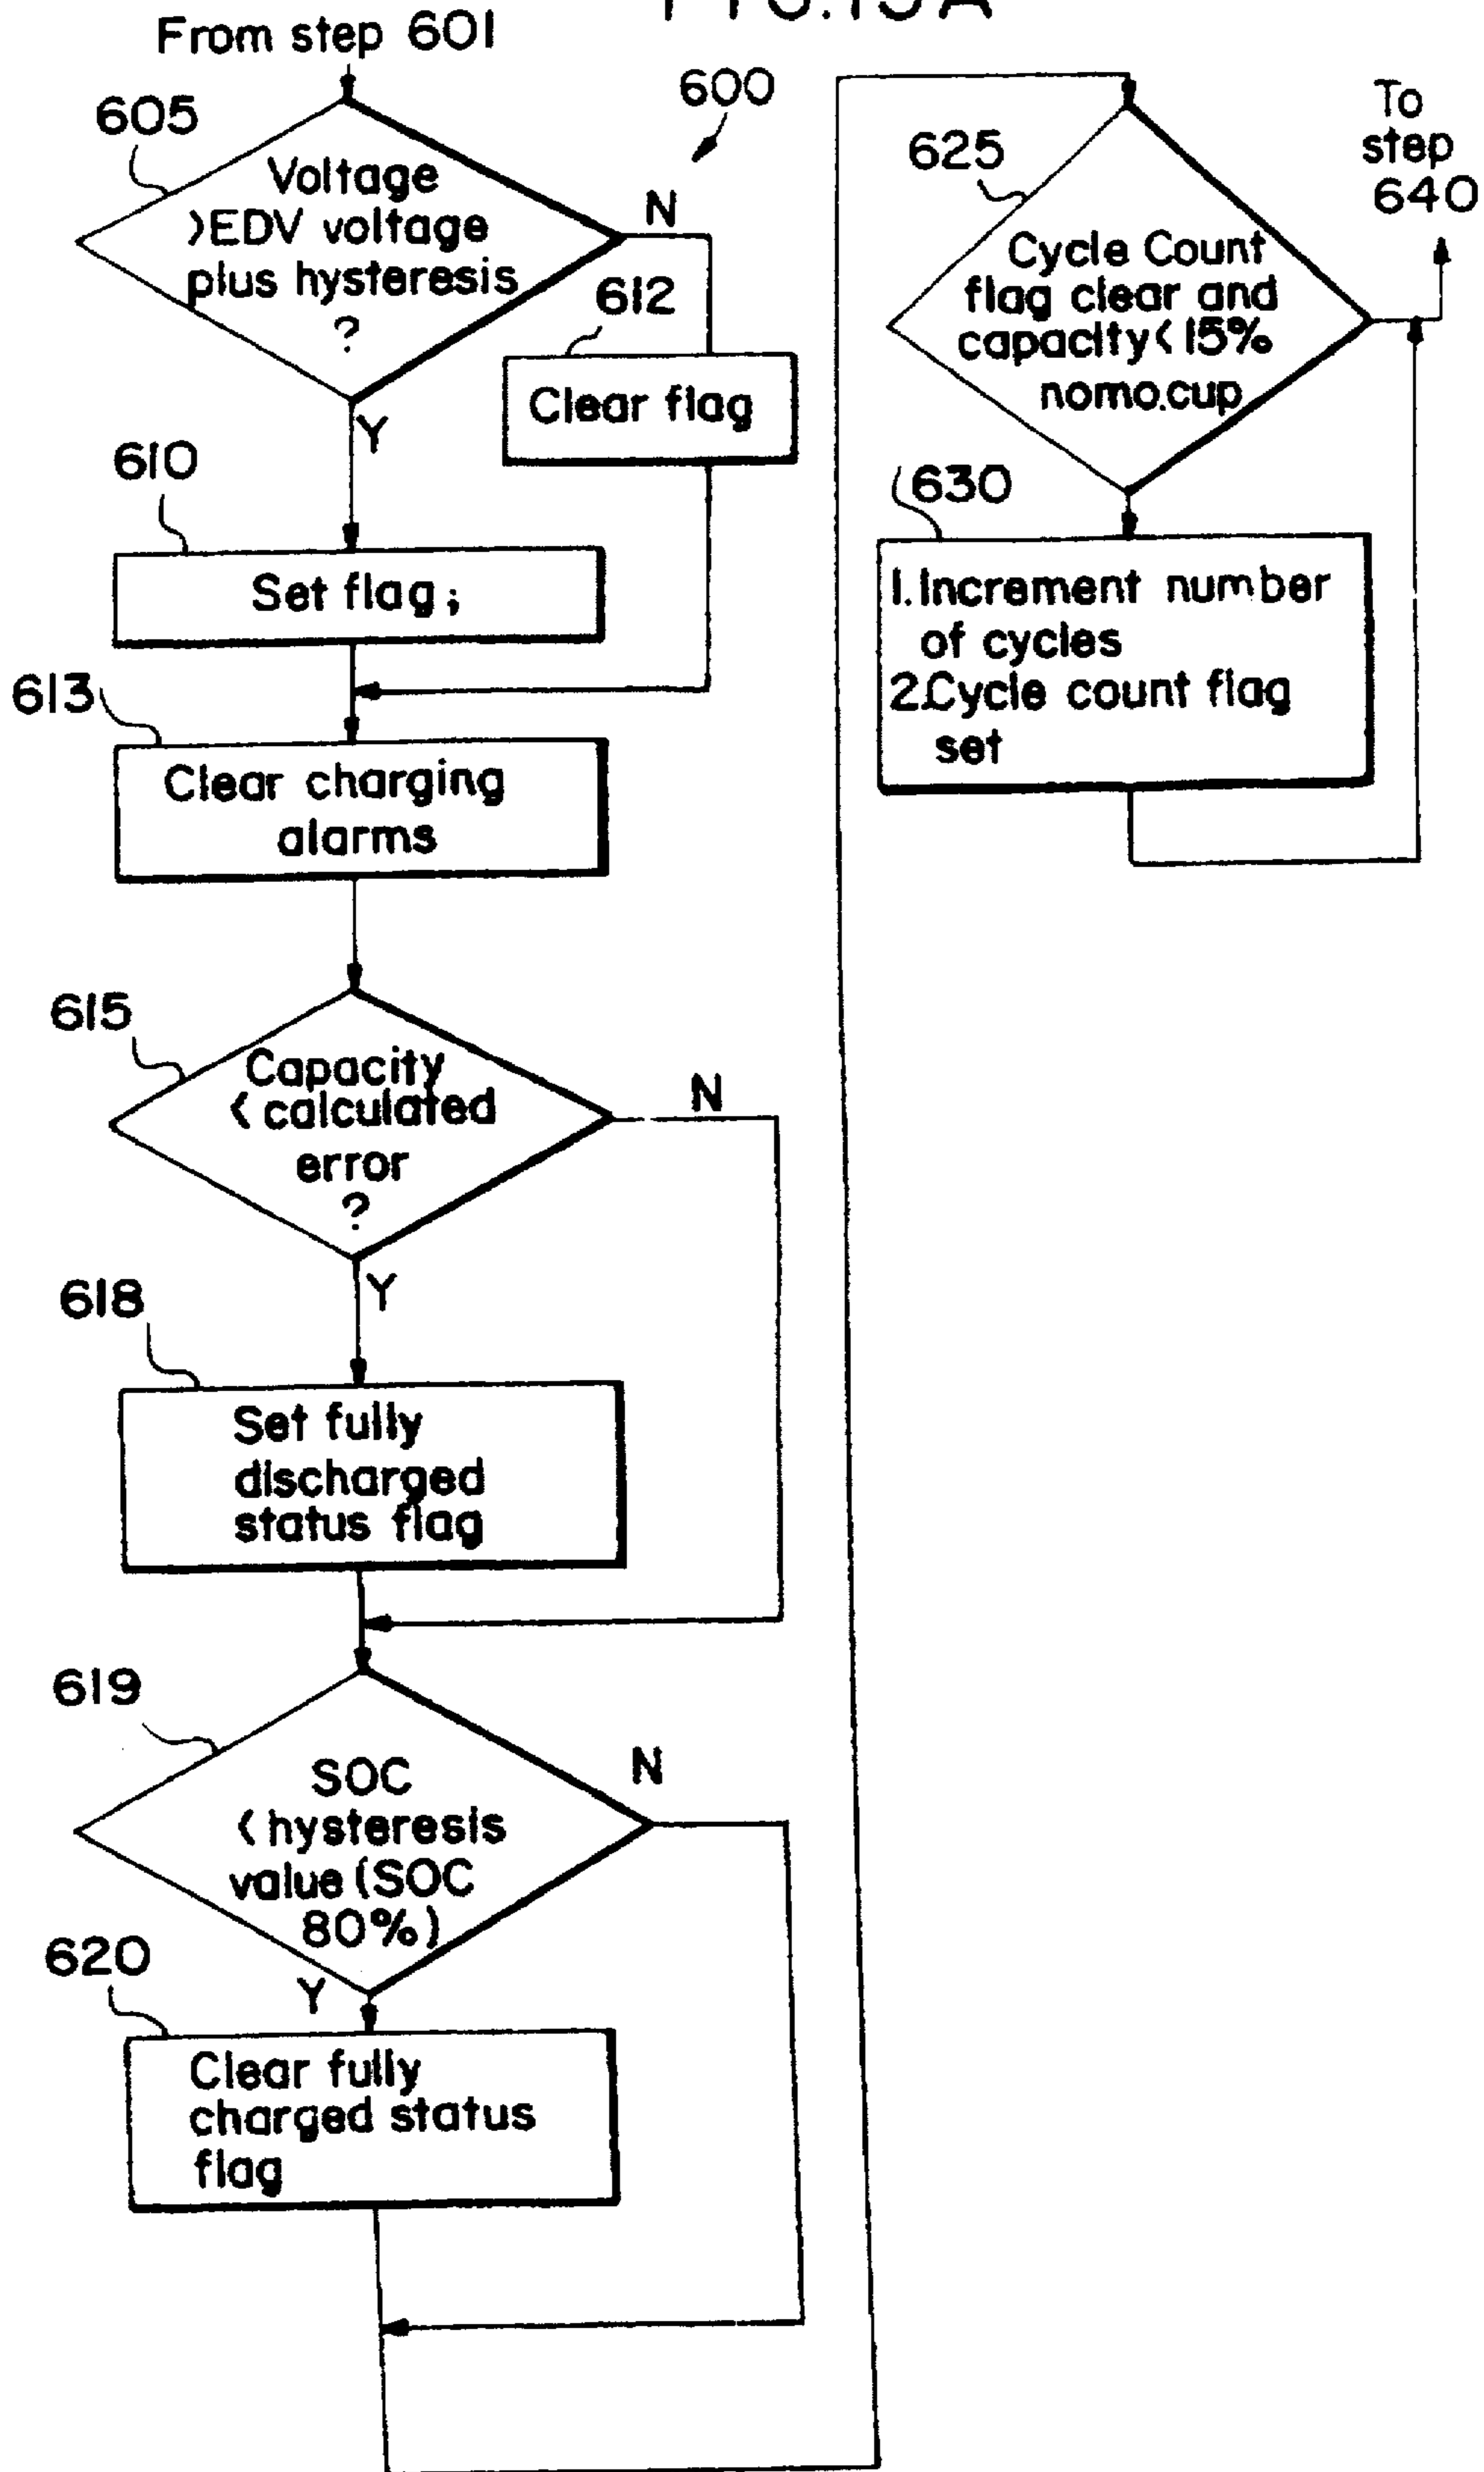 FIG.15A
From step 601
600
605
Voltage
>EDV voltage
plus hysteresis
?
N
Y
612
Clear flag
610
Set flag;
613
Clear charging
alarms
615
Capacity
< calculated
error
?
N
Y
618
Set fully
discharged
status flag
619
SOC
< hysteresis
value (SOC
80%)
N
Y
620
Clear fully
charged status
flag
625
Cycle Count
flag clear and
capacity < 15%
nomo.cup
To
step
640
630
1. Increment number
of cycles
2. Cycle count flag
set